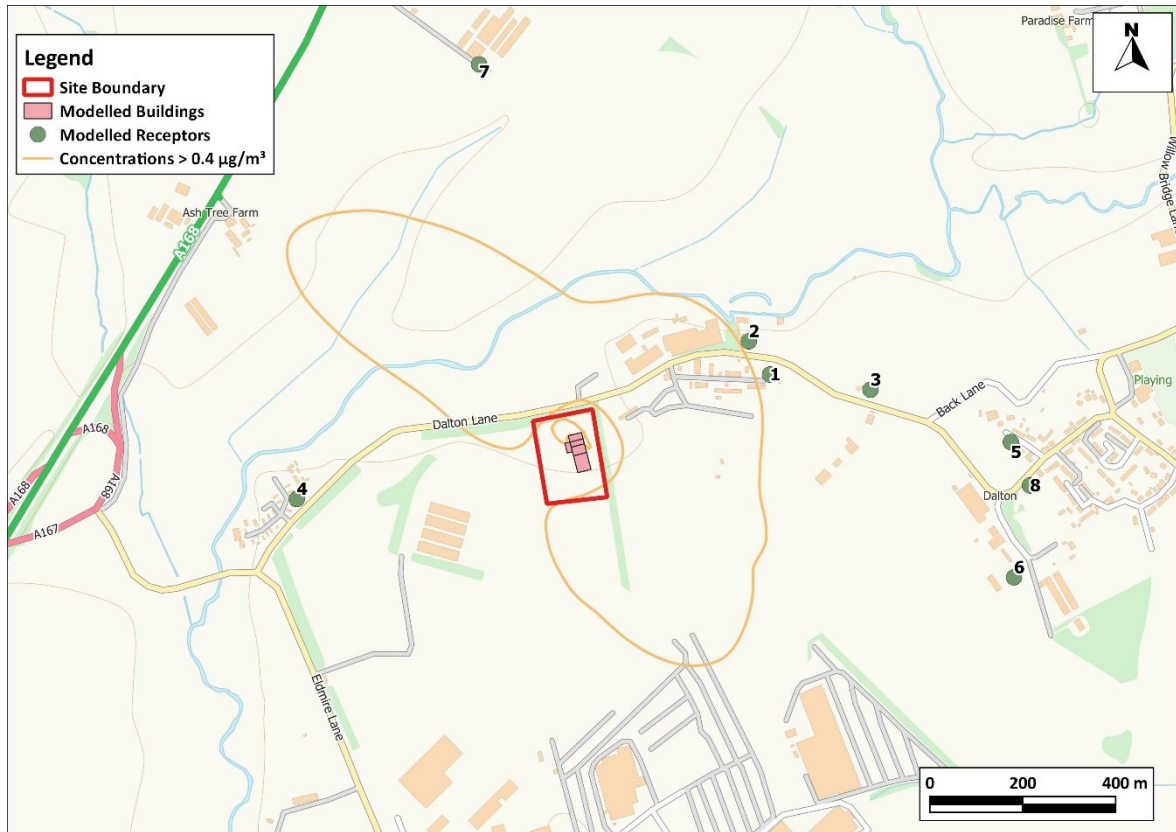 Legend
Site Boundary
Modelled Buildings
Modelled Receptors
Concentrations > 0.4 µg/m³
N
Paradise Farm
7
Willow Bridge Lan
Ash Tree Farm
A168
2
1
3
Playing
Back Lane
Dalton Lane
A168
5
A168
A168
4
8
Dalton
A167
6
Eldmire Lane
0 200 400 m